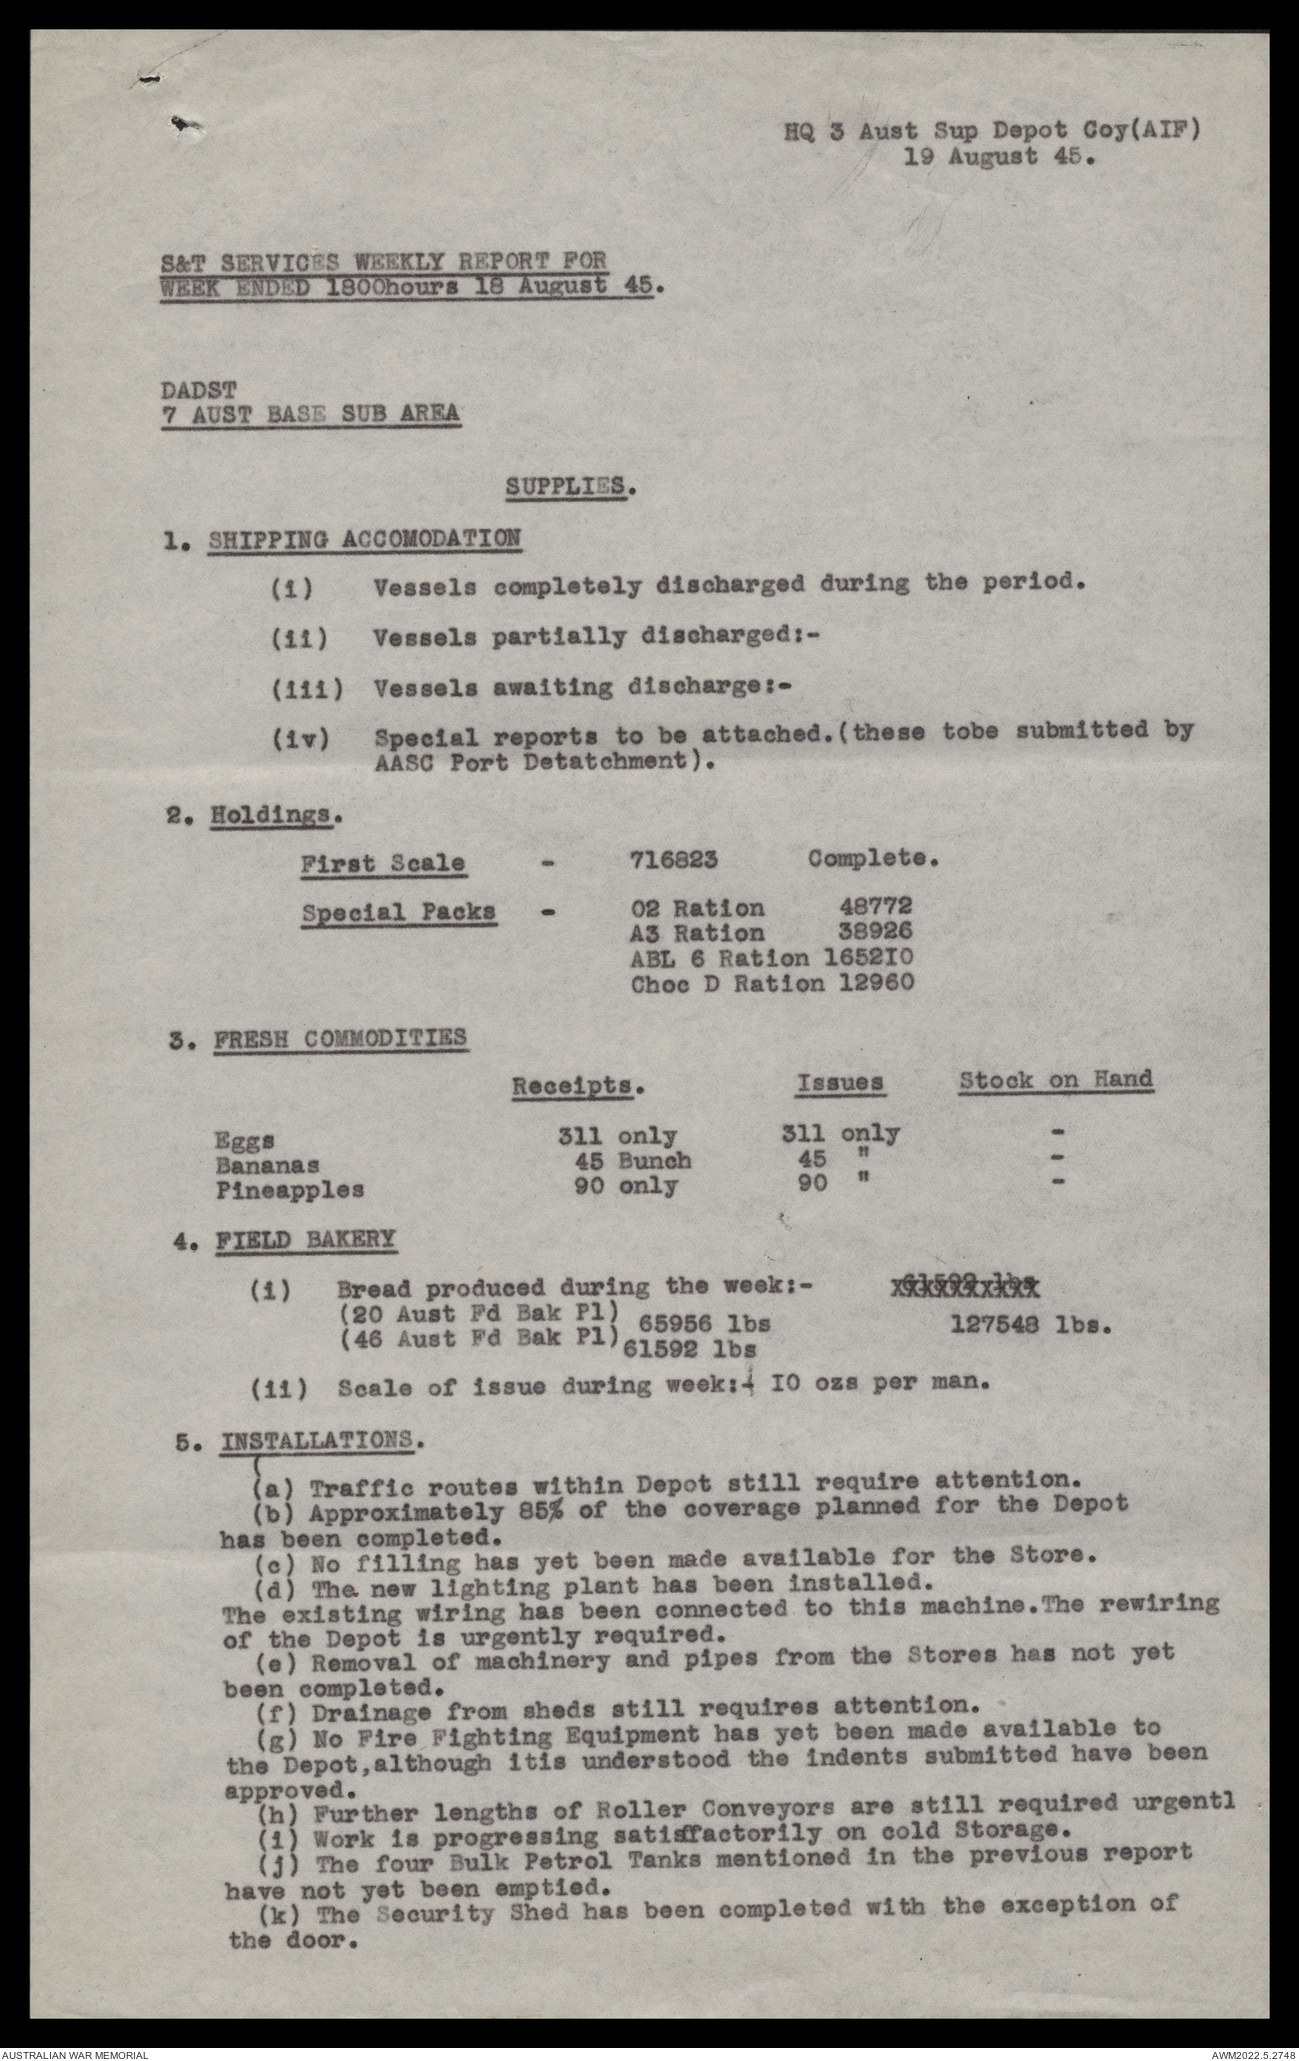 HQ 3 Aust Sup Depot Coy(AIF)
19 August 45.
S&T SERVICES WEEKLY REPORT FOR
WEEK ENDED 1800hours 18 August 45.
DADST
7 AUST BASE SUB AREA
SUPPLIES.
1. SHIPPING ACCOMODATION
(i) Vessels completely discharged during the period.
(ii) Vessels partially discharged:-
(iii) Vessels awaiting discharge:-
(iv) Special reports to be attached.(these tobe submitted by
AASC Port Detatchment).
2. Holdings.
First Scale - 716823 Complete.
Special Packs - O2 Ration 48772
A3 Ration 38926
ABL 6 Ration 1652I0
Choc D Ration 12960
3. FRESH COMMODITIES
Receipts. Issues Stock on Hand
Eggs 311 only 311 only -
Bananas 45 Bunch 45 " -
Pineapples 90 only 90 " -
4. FIELD BAKERY
(i) Bread produced during the week:- 61592 lbs
(20 Aust Fd Bak Pl) 65956 lbs 127548 lbs.
(46 Aust Fd Bak Pl) 61592 lbs
(ii) Scale of issue during week:- I0 ozs per man.
5. INSTALLATIONS.
(a) Traffic routes within Depot still require attention.
(b) Approximately 85% of the coverage planned for the Depot
has been completed.
(c) No filling has yet been made available for the Store.
(d) The new lighting plant has been installed.
The existing wiring has been connected to this machine.The rewiring
of the Depot is urgently required.
(e) Removal of machinery and pipes from the Stores has not yet
been completed.
(f) Drainage from sheds still requires attention.
(g) No Fire Fighting Equipment has yet been made available to
the Depot,although itis understood the indents submitted have been
approved.
(h) Further lengths of Roller Conveyors are still required urgentl
(i) Work is progressing satisfactorily on cold Storage.
(j) The four Bulk Petrol Tanks mentioned in the previous report
have not yet been emptied.
(k) The Security Shed has been completed with the exception of
the door.
AUSTRALIAN WAR MEMORIAL
AWM2022.5.2748